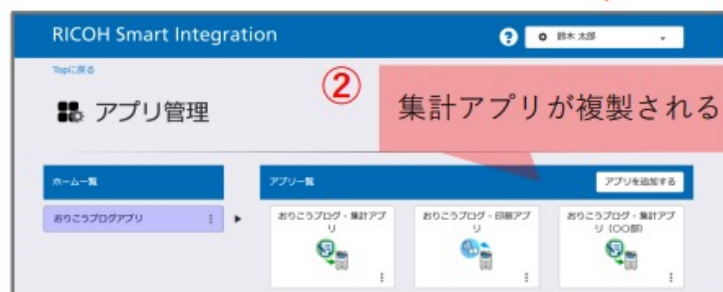 RICOH Smart Integration
? 鈴木 太郎
Topに戻る
②
アプリ管理
集計アプリが複製される
ホーム一覧
アプリ一覧
アプリを追加する
おりこうブログアプリ
おりこうブログ - 集計アプ
リ
おりこうブログ - 印刷アプ
リ
おりこうブログ - 集計アプ
リ (〇〇部)